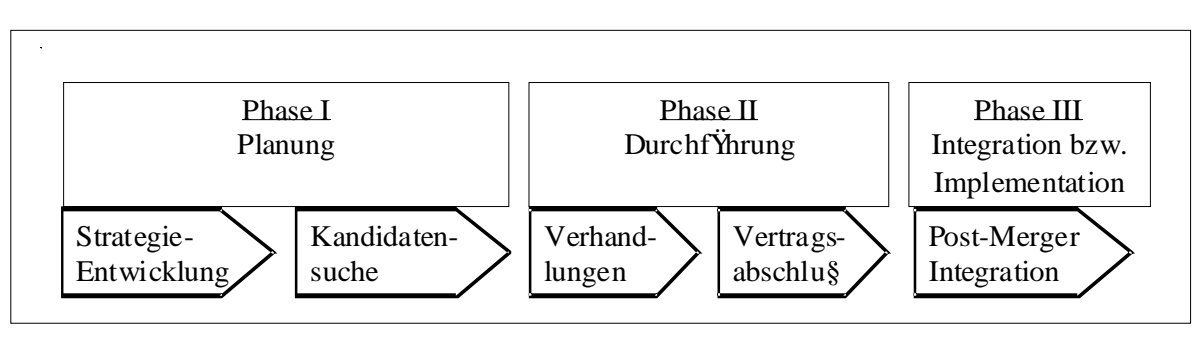 Phase I
Planung
Phase II
DurchfŸhrung
Phase III
Integration bzw.
Implementation
Strategie-
Entwicklung
Kandidaten-
suche
Verhand-
lungen
Vertrags-
abschlu§
Post-Merger
Integration